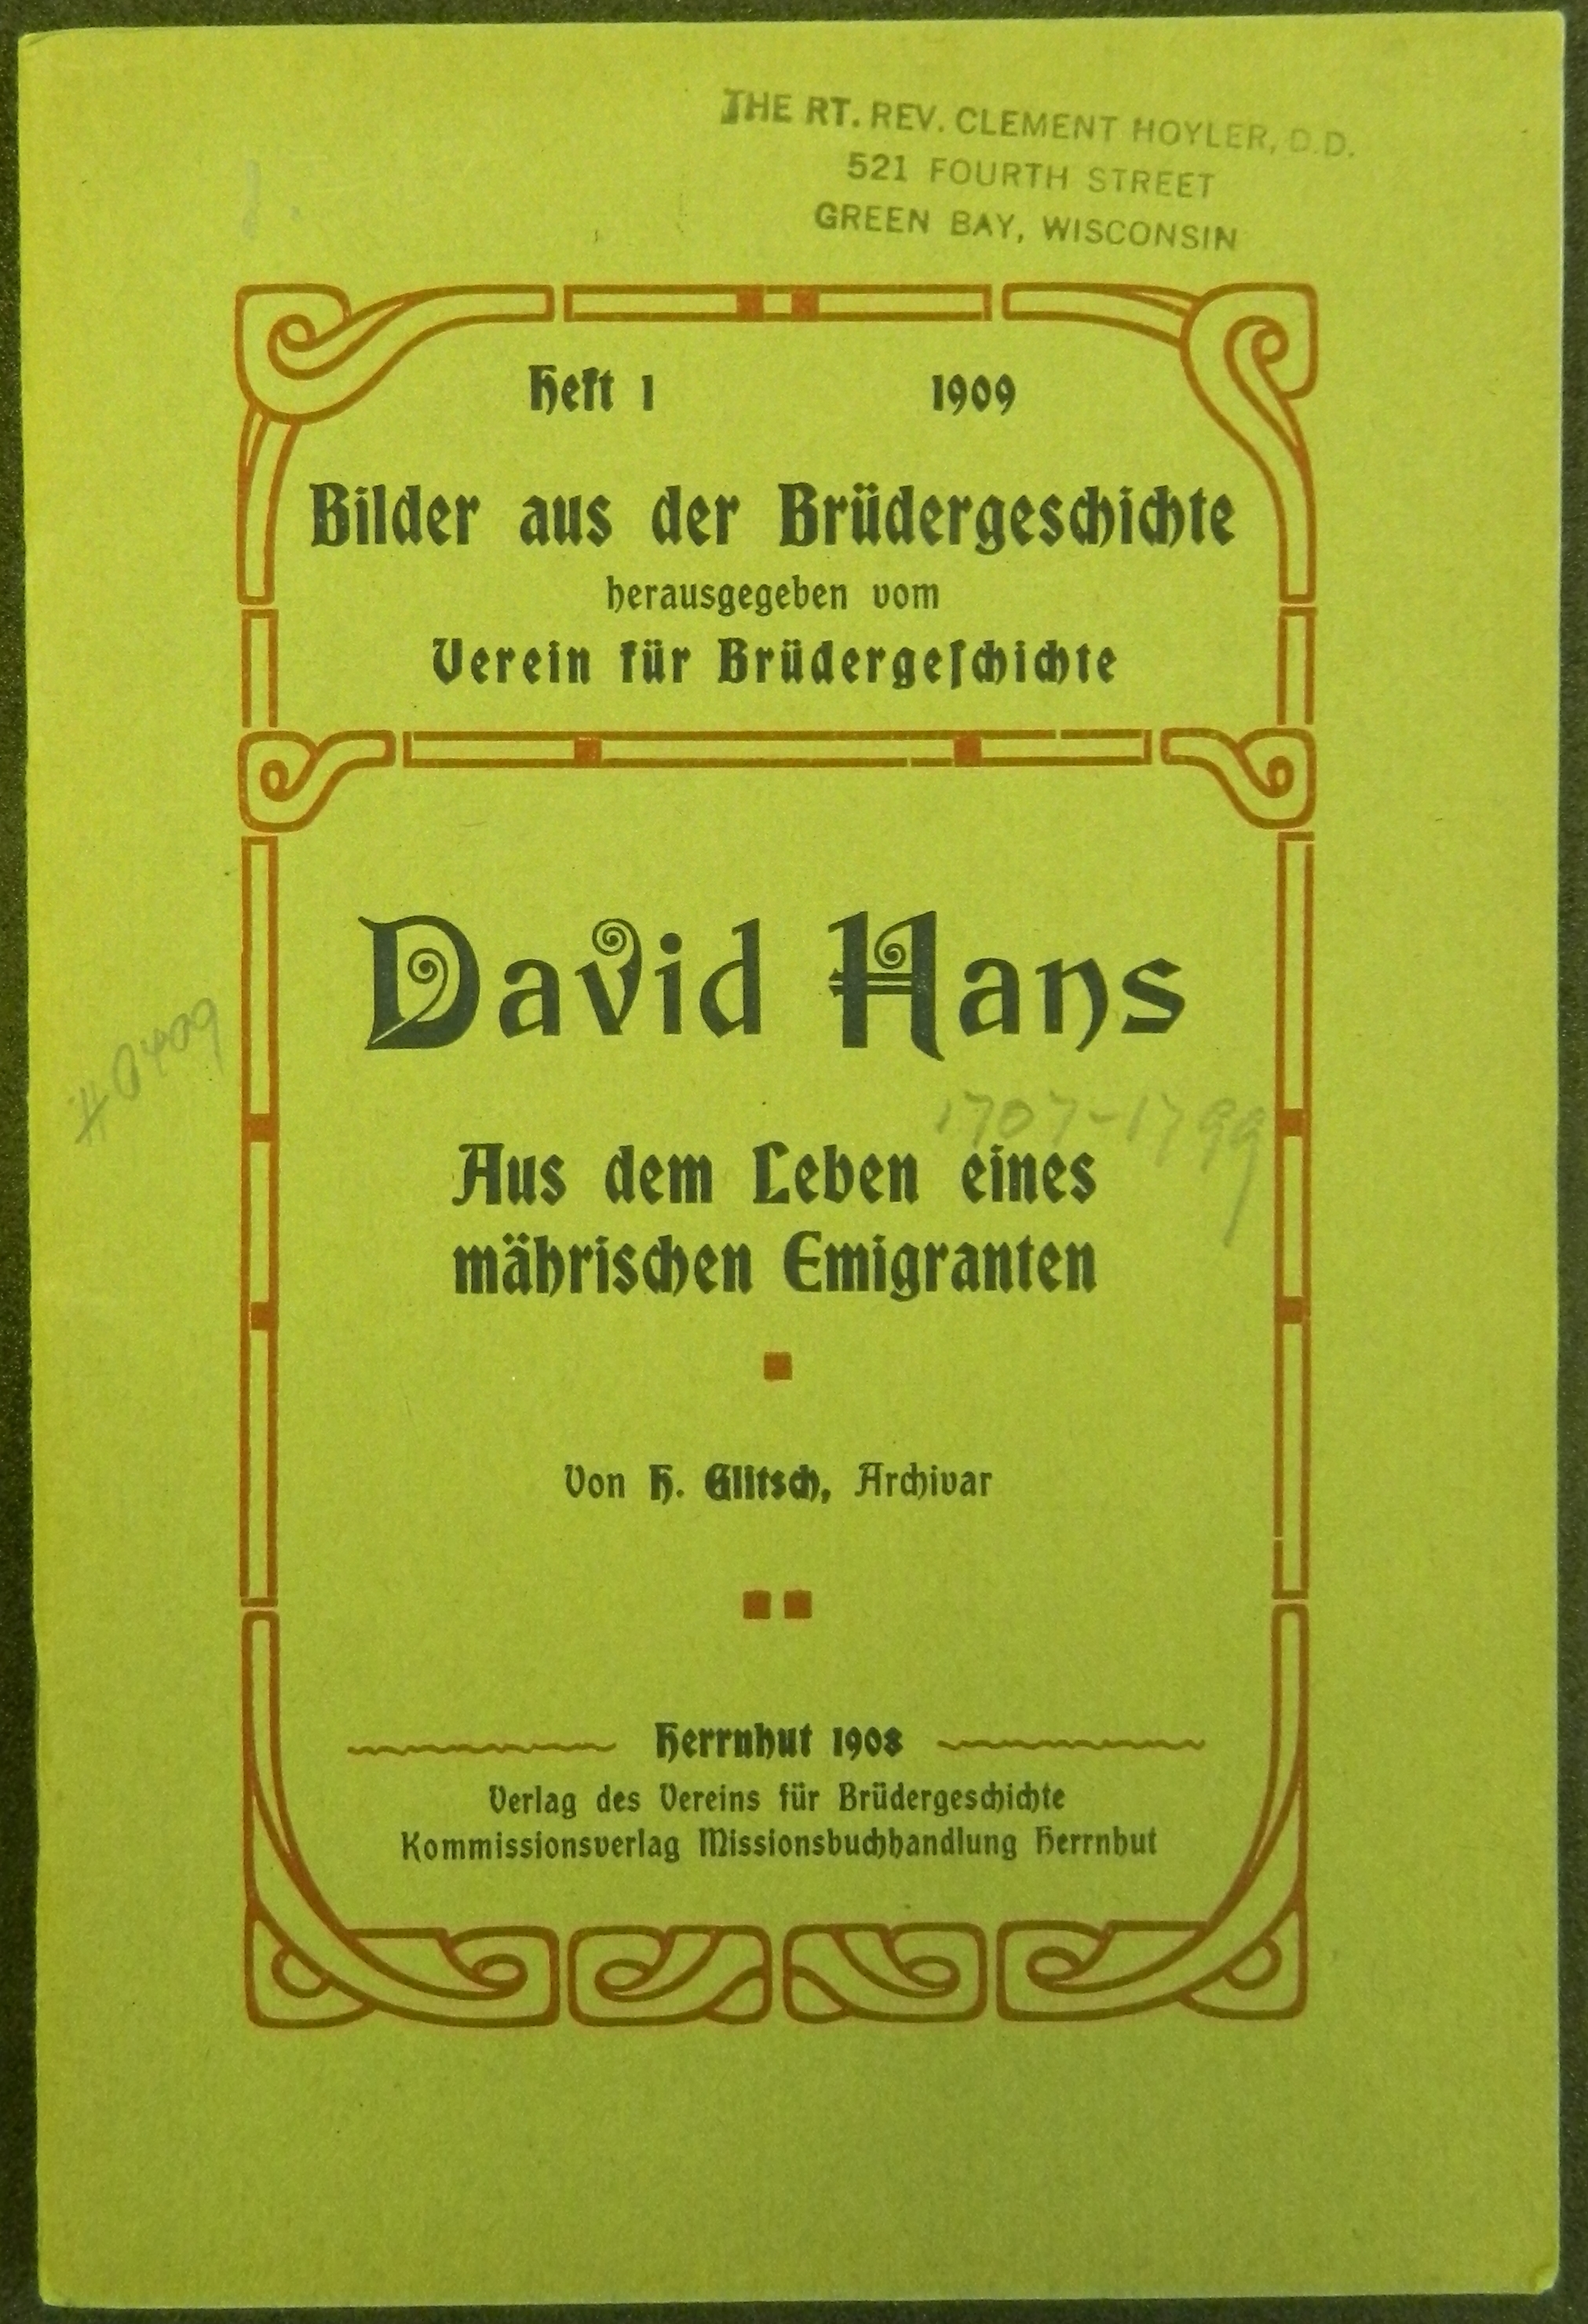 THE RT. REV. CLEMENT HOYLER, D.D.
521 FOURTH STREET
GREEN BAY, WISCONSIN
Heft 1 1909
Bilder aus der Brüdergeschichte
herausgegeben vom
Verein für Brüdergeſchichte
David Hans
1707-1799
Aus dem Leben eines
mährischen Emigranten
Von H. Glitsch, Archivar
Herrnhut 1908
Verlag des Vereins für Brüdergeschichte
Kommissionsverlag Missionsbuchhandlung Herrnhut